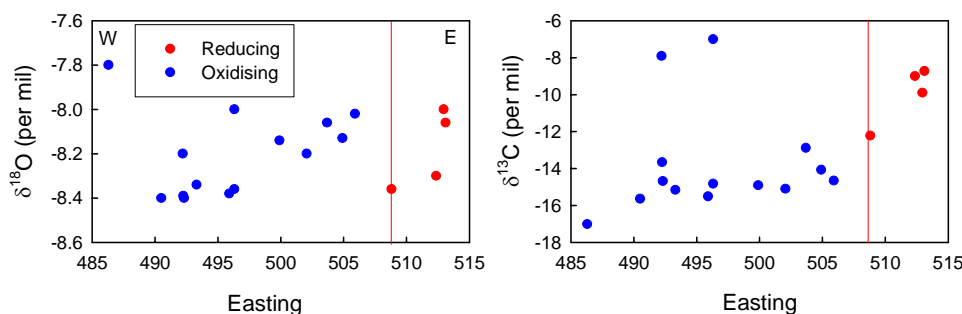 -7.6
-7.8
-8.0
-8.2
-8.4
-8.6
δ18O (per mil)
W
E
Reducing
Oxidising
485 490 495 500 505 510 515
Easting
-6
-8
-10
-12
-14
-16
-18
δ13C (per mil)
485 490 495 500 505 510 515
Easting